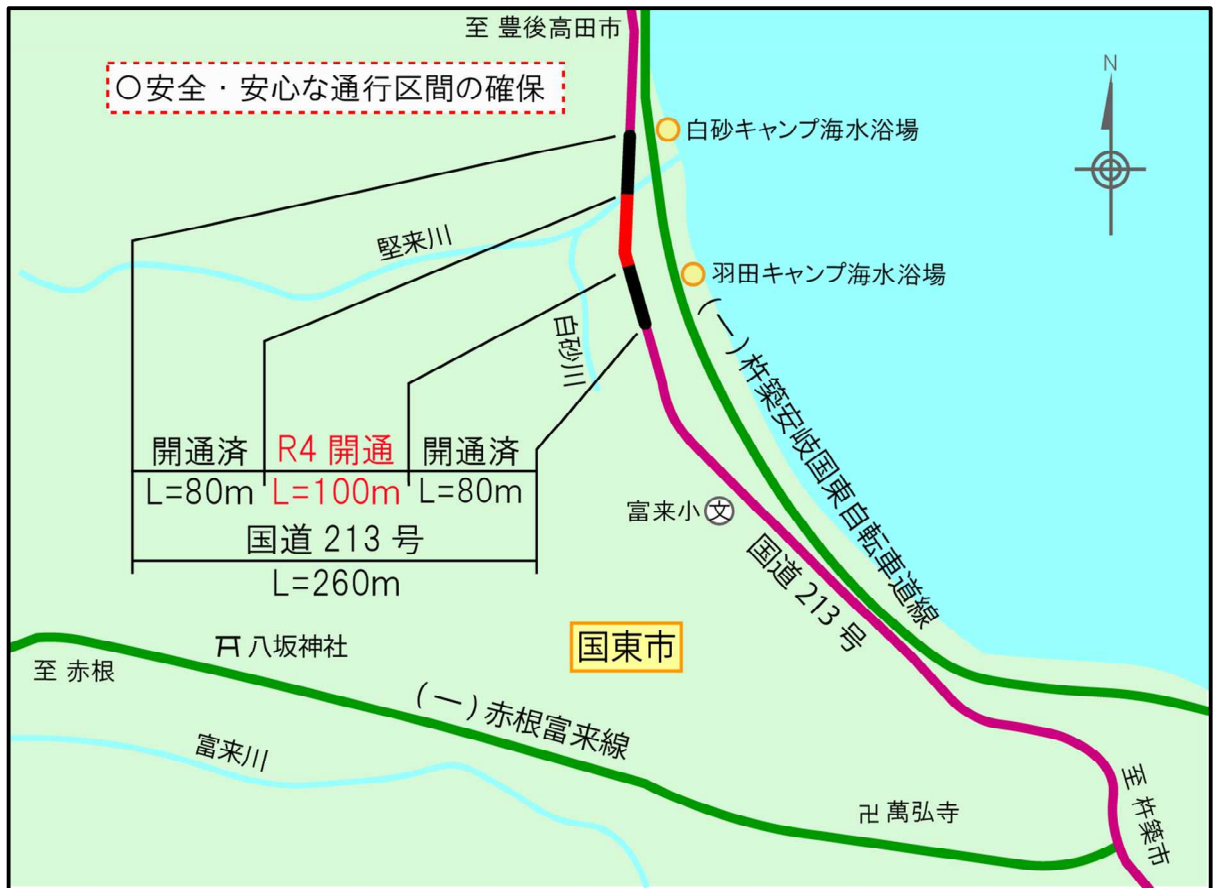 至 豊後高田市
○安全・安心な通行区間の確保
N
白砂キャンプ海水浴場
堅来川
羽田キャンプ海水浴場
白砂川
(一)杵築安岐国東自転車道線
開通済 R4 開通 開通済
L=80m L=100m L=80m
国道 213 号
L=260m
富来小 文
国道 213 号
国東市
八坂神社
至 赤根
(一)赤根富来線
富来川
卍 萬弘寺
至 杵築市